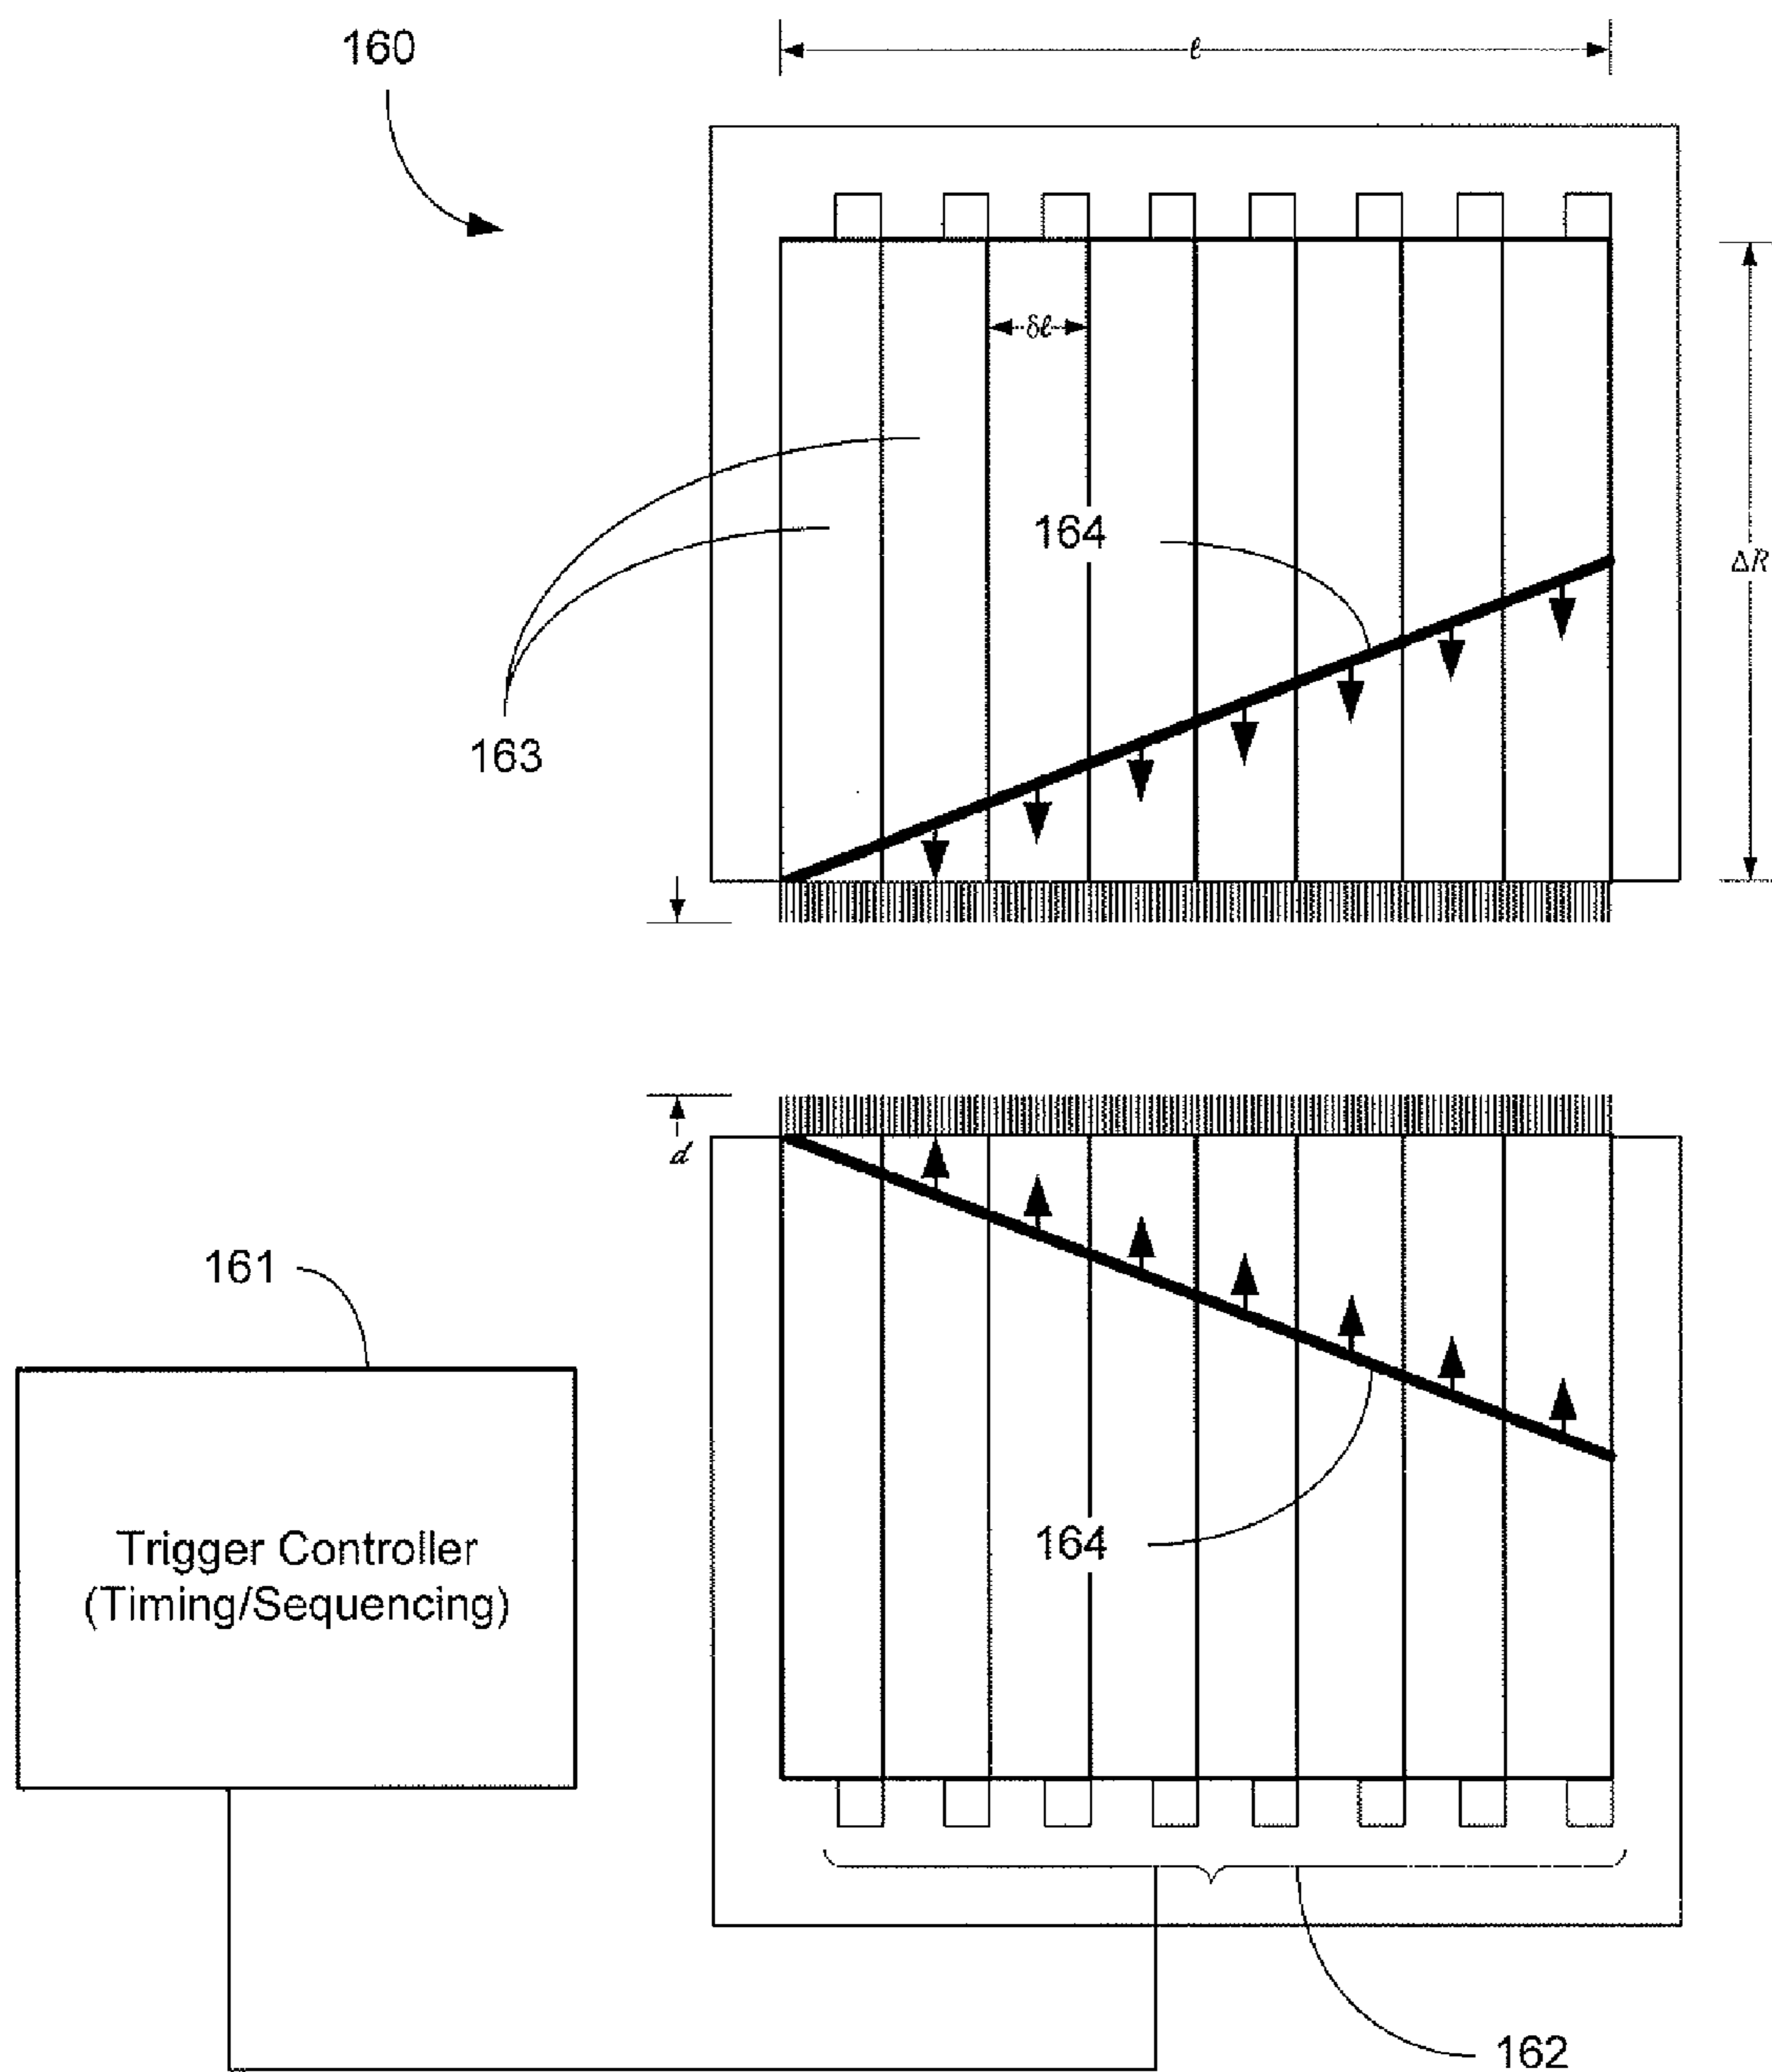 160
ℓ
δℓ
164
ΔR
163
d
161
Trigger Controller
(Timing/Sequencing)
164
162